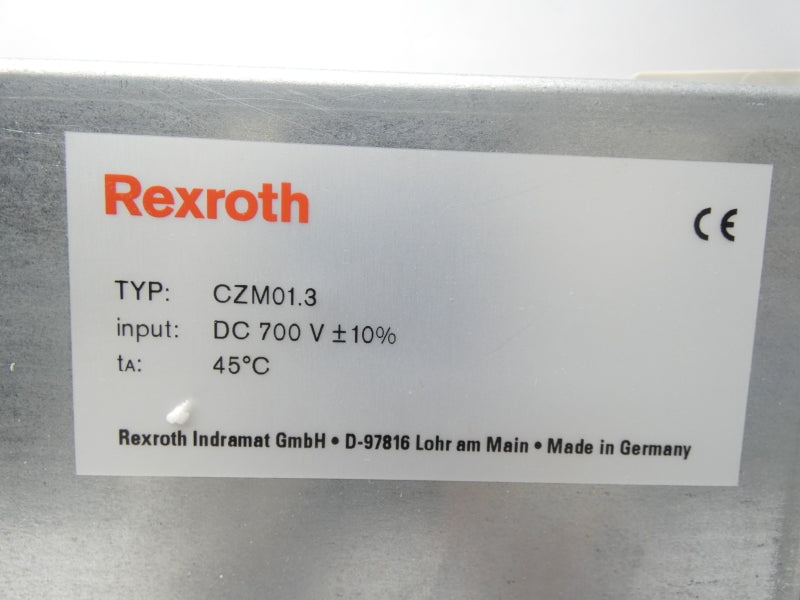 Rexroth
CE
TYP: CZM01.3
input: DC 700 V ±10%
tA: 45°C
Rexroth Indramat GmbH • D-97816 Lohr am Main • Made in Germany